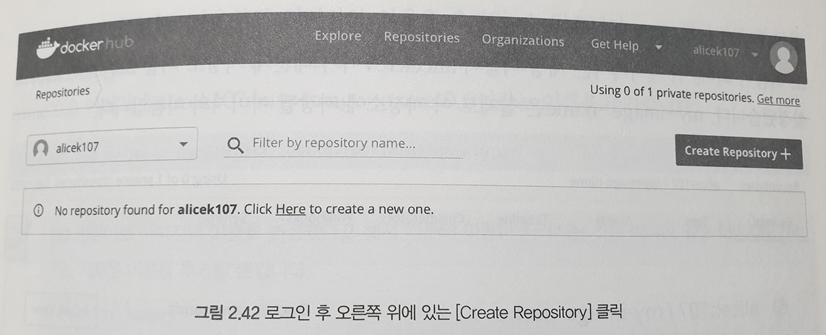 docker hub Explore Repositories Organizations Get Help alicek107
Repositories Using 0 of 1 private repositories. Get more
alicek107 Filter by repository name... Create Repository +
No repository found for alicek107. Click Here to create a new one.
그림 2.42 로그인 후 오른쪽 위에 있는 [Create Repository] 클릭